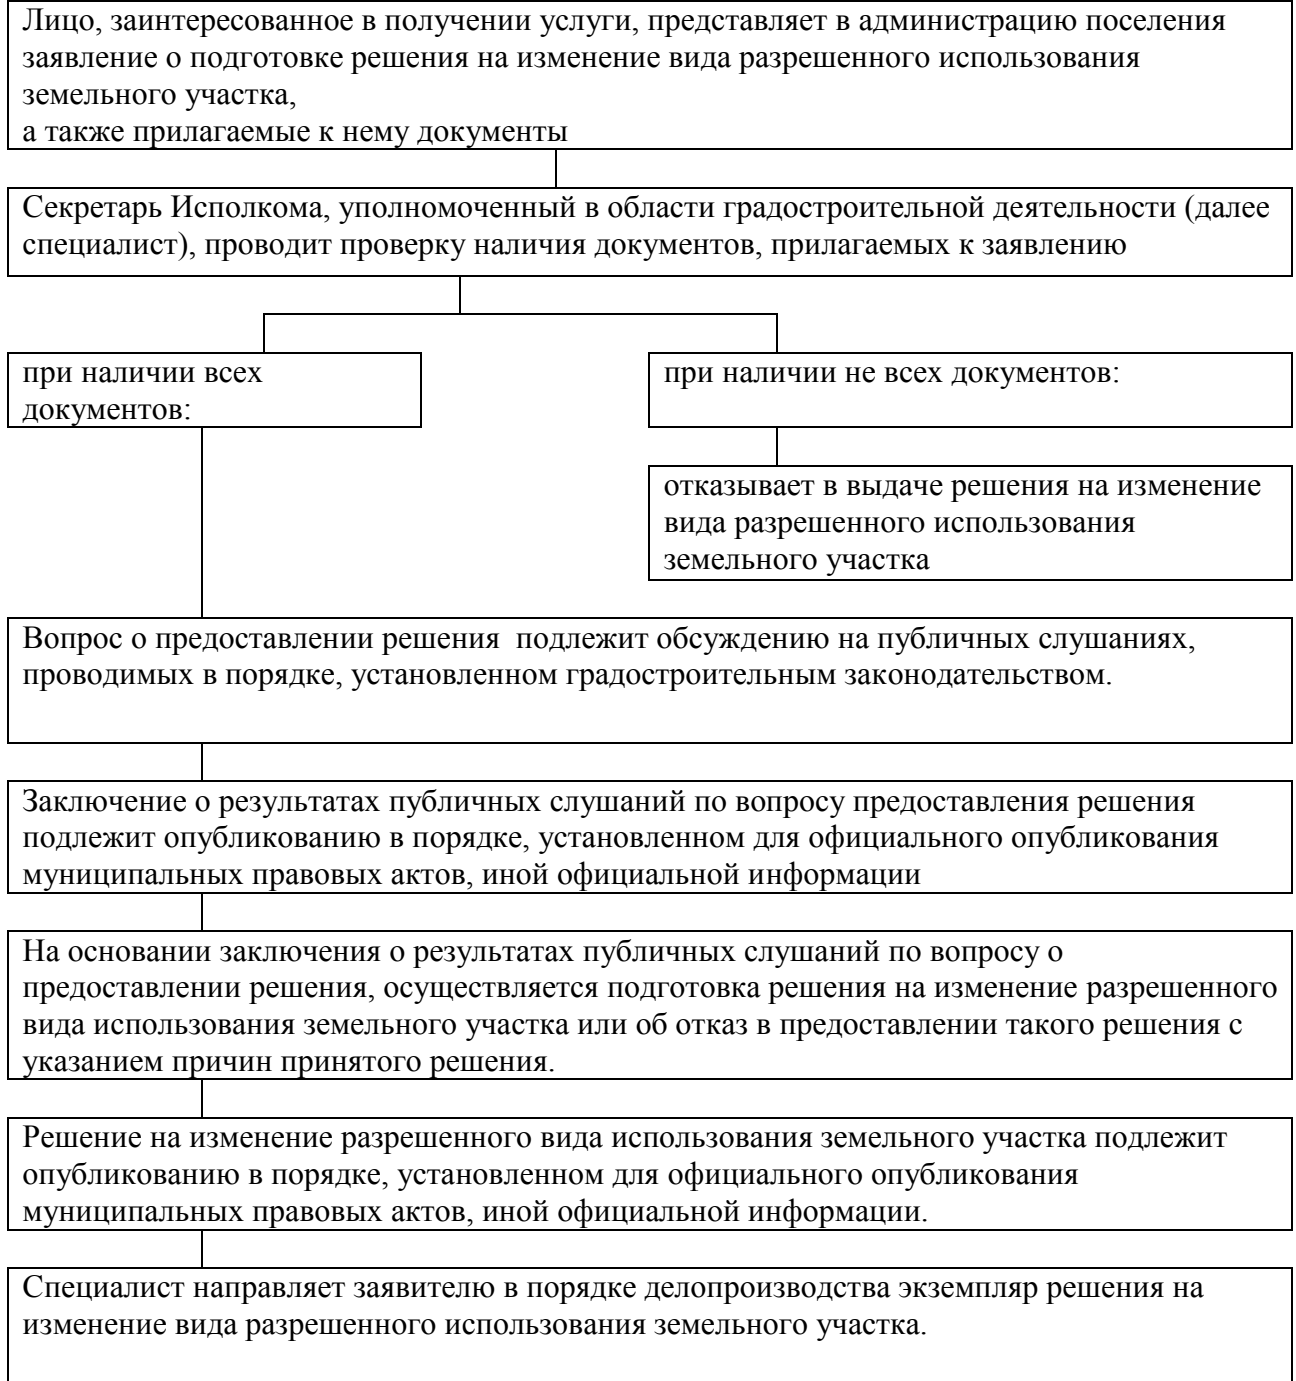 Лицо, заинтересованное в получении услуги, представляет в администрацию поселения
заявление о подготовке решения на изменение вида разрешенного использования
земельного участка,
а также прилагаемые к нему документы
Секретарь Исполкома, уполномоченный в области градостроительной деятельности (далее
специалист), проводит проверку наличия документов, прилагаемых к заявлению
при наличии всех
документов:
при наличии не всех документов:
отказывает в выдаче решения на изменение
вида разрешенного использования
земельного участка
Вопрос о предоставлении решения  подлежит обсуждению на публичных слушаниях,
проводимых в порядке, установленном градостроительным законодательством.
Заключение о результатах публичных слушаний по вопросу предоставления решения
подлежит опубликованию в порядке, установленном для официального опубликования
муниципальных правовых актов, иной официальной информации
На основании заключения о результатах публичных слушаний по вопросу о
предоставлении решения, осуществляется подготовка решения на изменение разрешенного
вида использования земельного участка или об отказ в предоставлении такого решения с
указанием причин принятого решения.
Решение на изменение разрешенного вида использования земельного участка подлежит
опубликованию в порядке, установленном для официального опубликования
муниципальных правовых актов, иной официальной информации.
Специалист направляет заявителю в порядке делопроизводства экземпляр решения на
изменение вида разрешенного использования земельного участка.